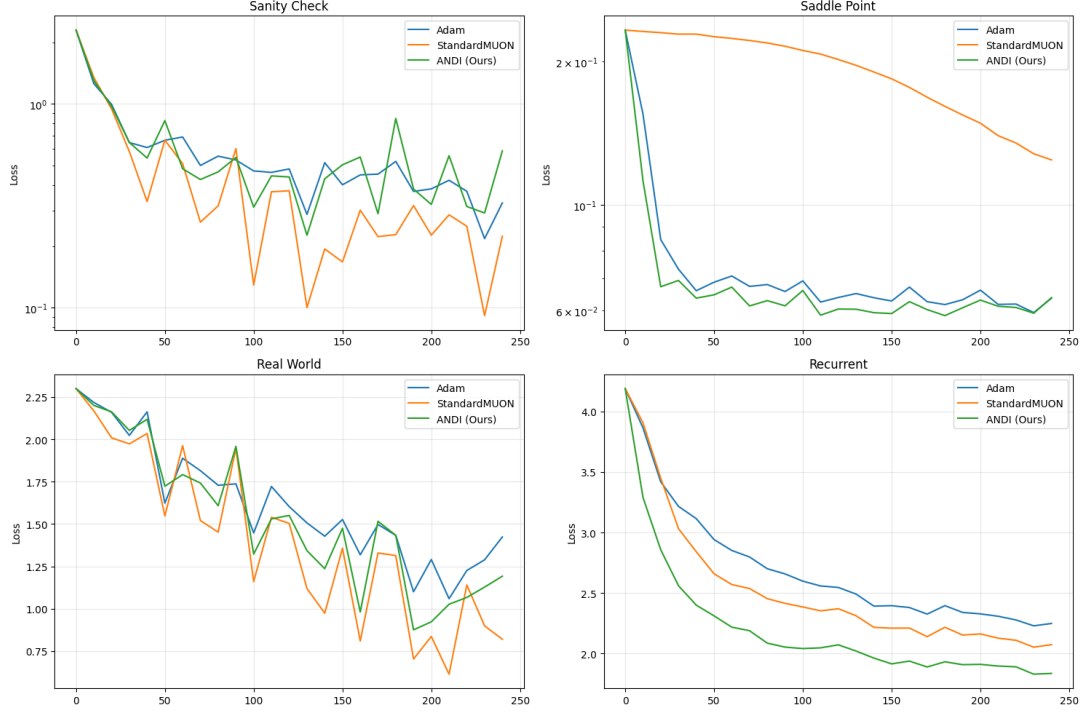 Sanity Check
Loss
10⁰
10⁻¹
Adam
StandardMUON
ANDI (Ours)
0 50 100 150 200 250
Saddle Point
Loss
2 × 10⁻¹
10⁻¹
6 × 10⁻²
Adam
StandardMUON
ANDI (Ours)
0 50 100 150 200 250
Real World
Loss
2.25
2.00
1.75
1.50
1.25
1.00
0.75
Adam
StandardMUON
ANDI (Ours)
0 50 100 150 200 250
Recurrent
Loss
4.0
3.5
3.0
2.5
2.0
Adam
StandardMUON
ANDI (Ours)
0 50 100 150 200 250